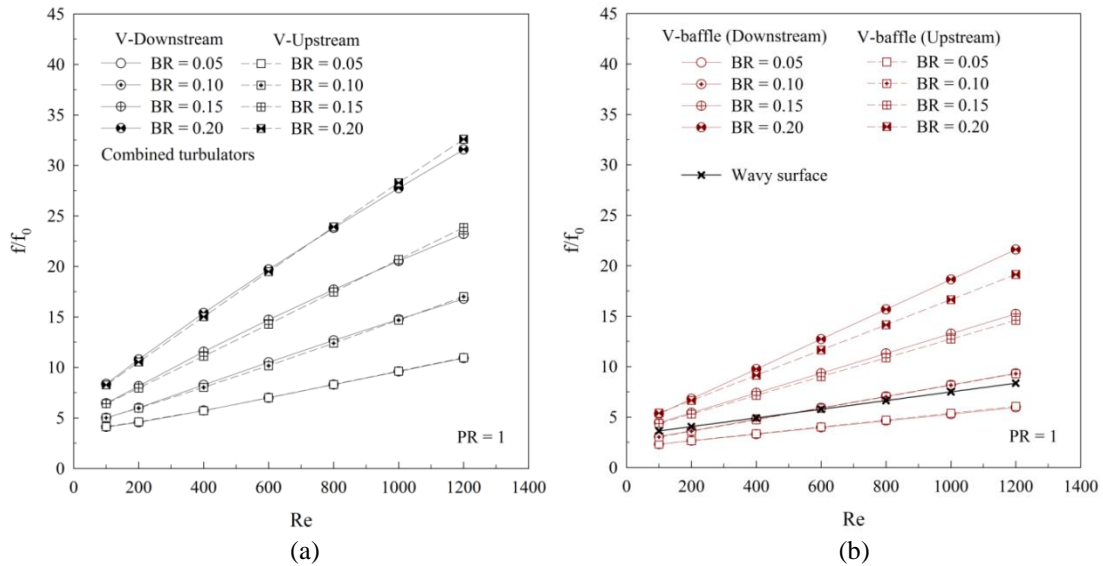 45
40
35
30
25
20
15
10
5
0
f/f0
V-Downstream V-Upstream
BR = 0.05 BR = 0.05
BR = 0.10 BR = 0.10
BR = 0.15 BR = 0.15
BR = 0.20 BR = 0.20
Combined turbulators
PR = 1
0 200 400 600 800 1000 1200 1400
Re
(a)
45
40
35
30
25
20
15
10
5
0
f/f0
V-baffle (Downstream) V-baffle (Upstream)
BR = 0.05 BR = 0.05
BR = 0.10 BR = 0.10
BR = 0.15 BR = 0.15
BR = 0.20 BR = 0.20
Wavy surface
PR = 1
0 200 400 600 800 1000 1200 1400
Re
(b)